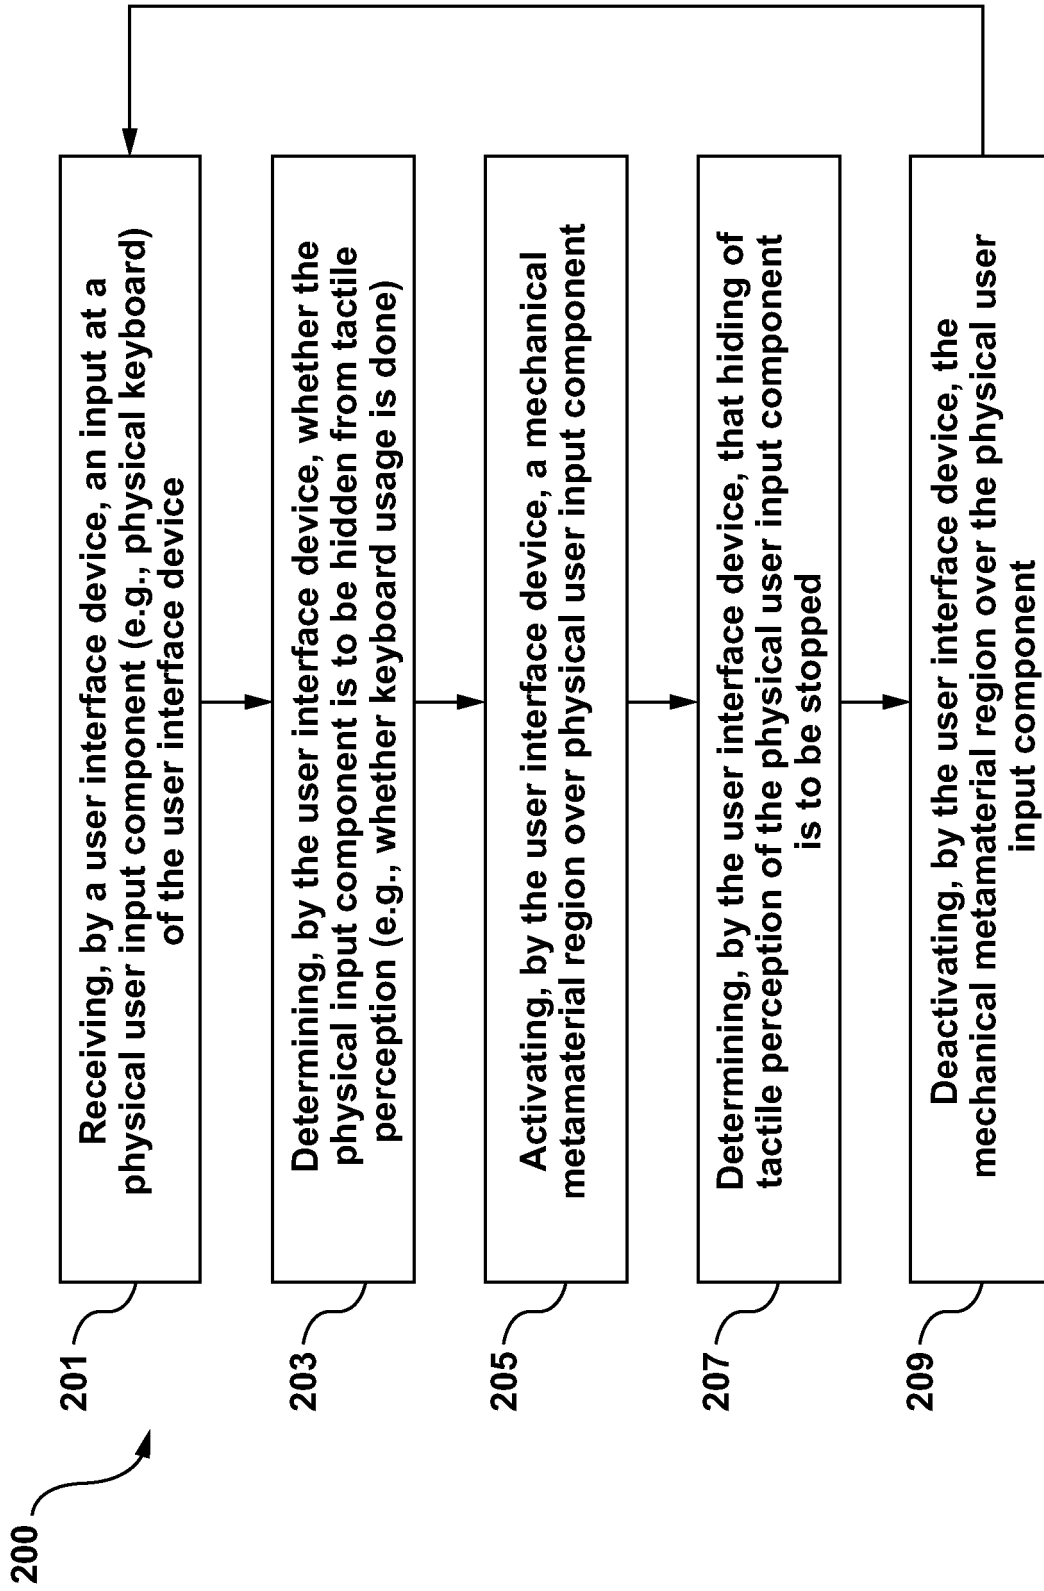 200
201
Receiving, by a user interface device, an input at a
physical user input component (e.g., physical keyboard)
of the user interface device
203
Determining, by the user interface device, whether the
physical input component is to be hidden from tactile
perception (e.g., whether keyboard usage is done)
205
Activating, by the user interface device, a mechanical
metamaterial region over physical user input component
207
Determining, by the user interface device, that hiding of
tactile perception of the physical user input component
is to be stopped
209
Deactivating, by the user interface device, the
mechanical metamaterial region over the physical user
input component